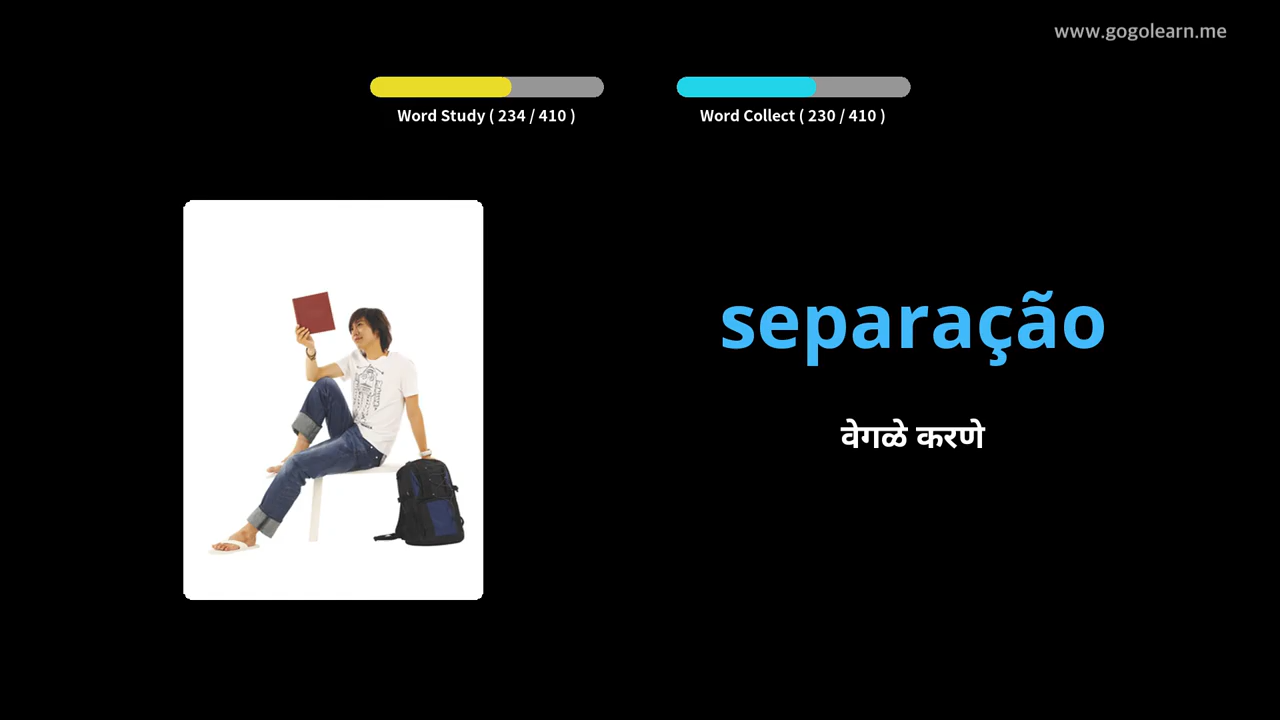 www.gogolearn.me
Word Study ( 234 / 410 )
Word Collect ( 230 / 410 )
separação
वेगळे करणे